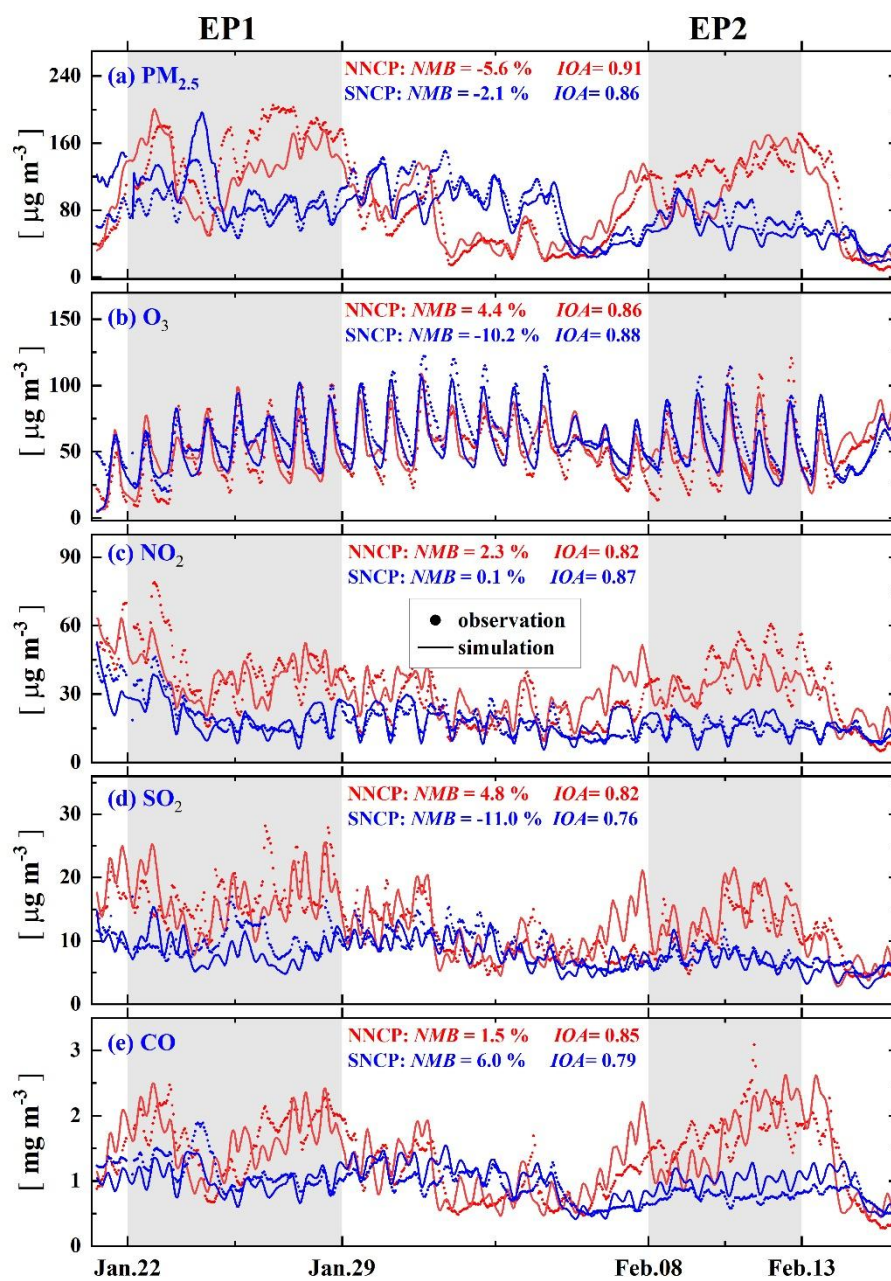 EP1 EP2
(a) PM2.5
NNCP: NMB = -5.6 % IOA= 0.91
SNCP: NMB = -2.1 % IOA= 0.86
240
160
80
0
[ μg m-3 ]
(b) O3
NNCP: NMB = 4.4 % IOA= 0.86
SNCP: NMB = -10.2 % IOA= 0.88
150
100
50
0
[ μg m-3 ]
(c) NO2
NNCP: NMB = 2.3 % IOA= 0.82
SNCP: NMB = 0.1 % IOA= 0.87
observation
simulation
90
60
30
0
[ μg m-3 ]
(d) SO2
NNCP: NMB = 4.8 % IOA= 0.82
SNCP: NMB = -11.0 % IOA= 0.76
30
20
10
0
[ μg m-3 ]
(e) CO
NNCP: NMB = 1.5 % IOA= 0.85
SNCP: NMB = 6.0 % IOA= 0.79
3
2
1
0
[ mg m-3 ]
Jan.22 Jan.29 Feb.08 Feb.13